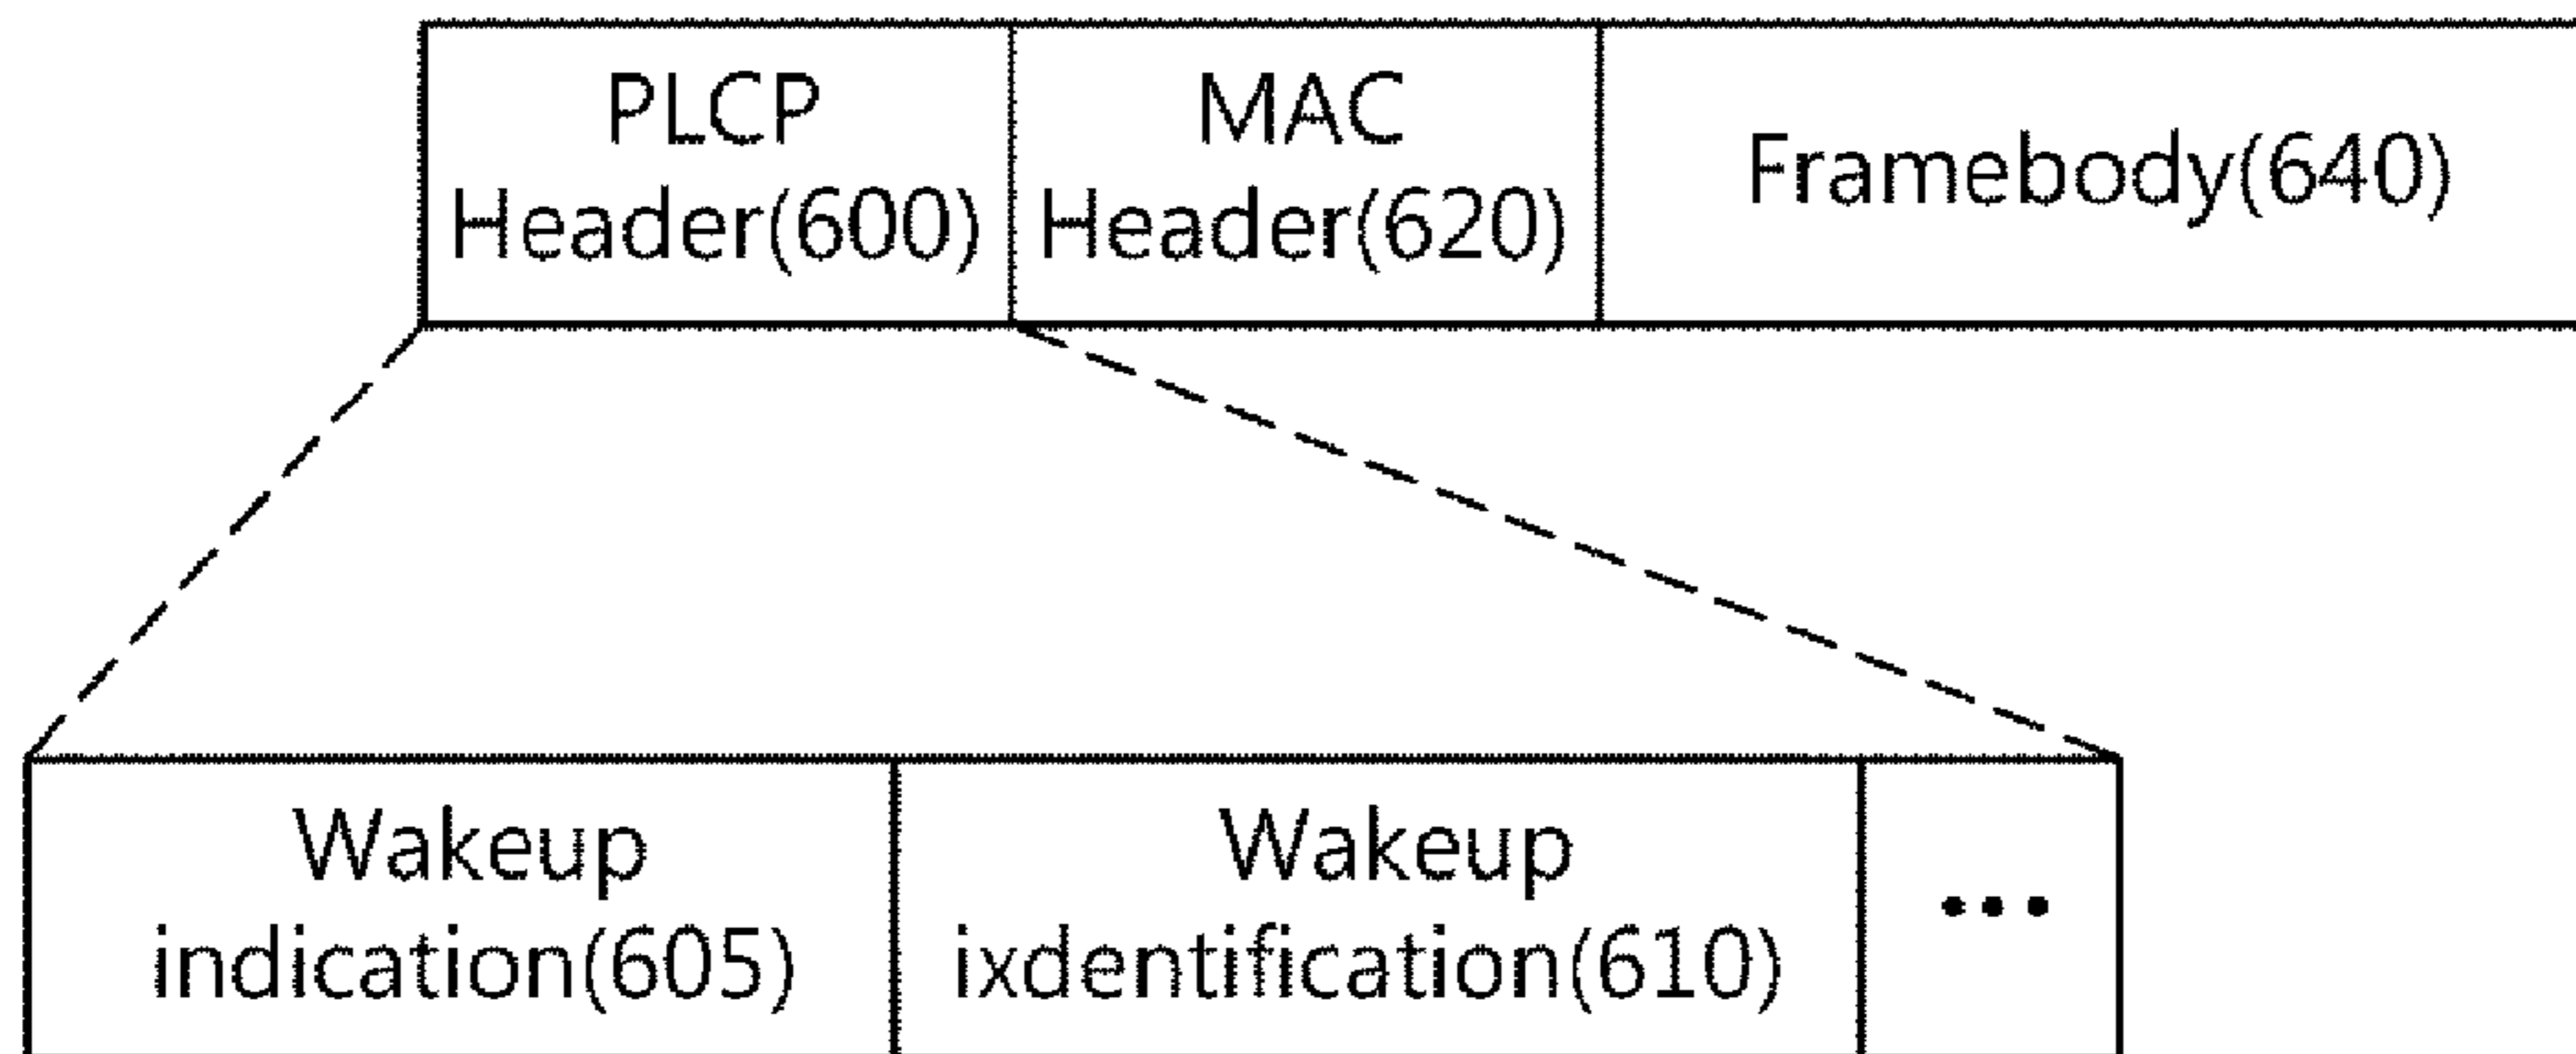 PLCP
Header(600)
MAC
Header(620)
Framebody(640)
Wakeup
indication(605)
Wakeup
ixdentification(610)
•••